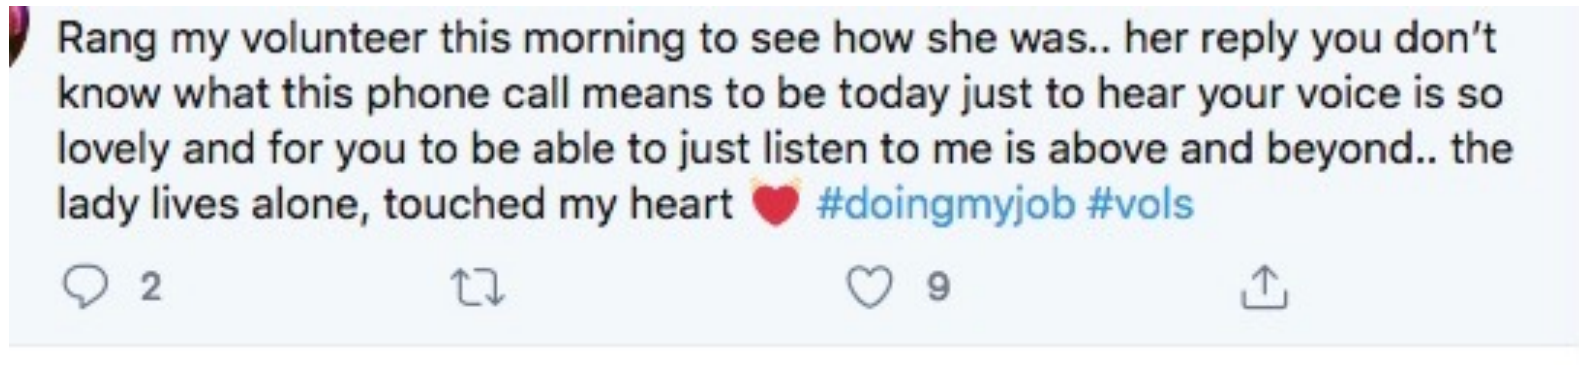 Rang my volunteer this morning to see how she was.. her reply you don't
know what this phone call means to be today just to hear your voice is so
lovely and for you to be able to just listen to me is above and beyond.. the
lady lives alone, touched my heart 💓 #doingmyjob #vols
2 9